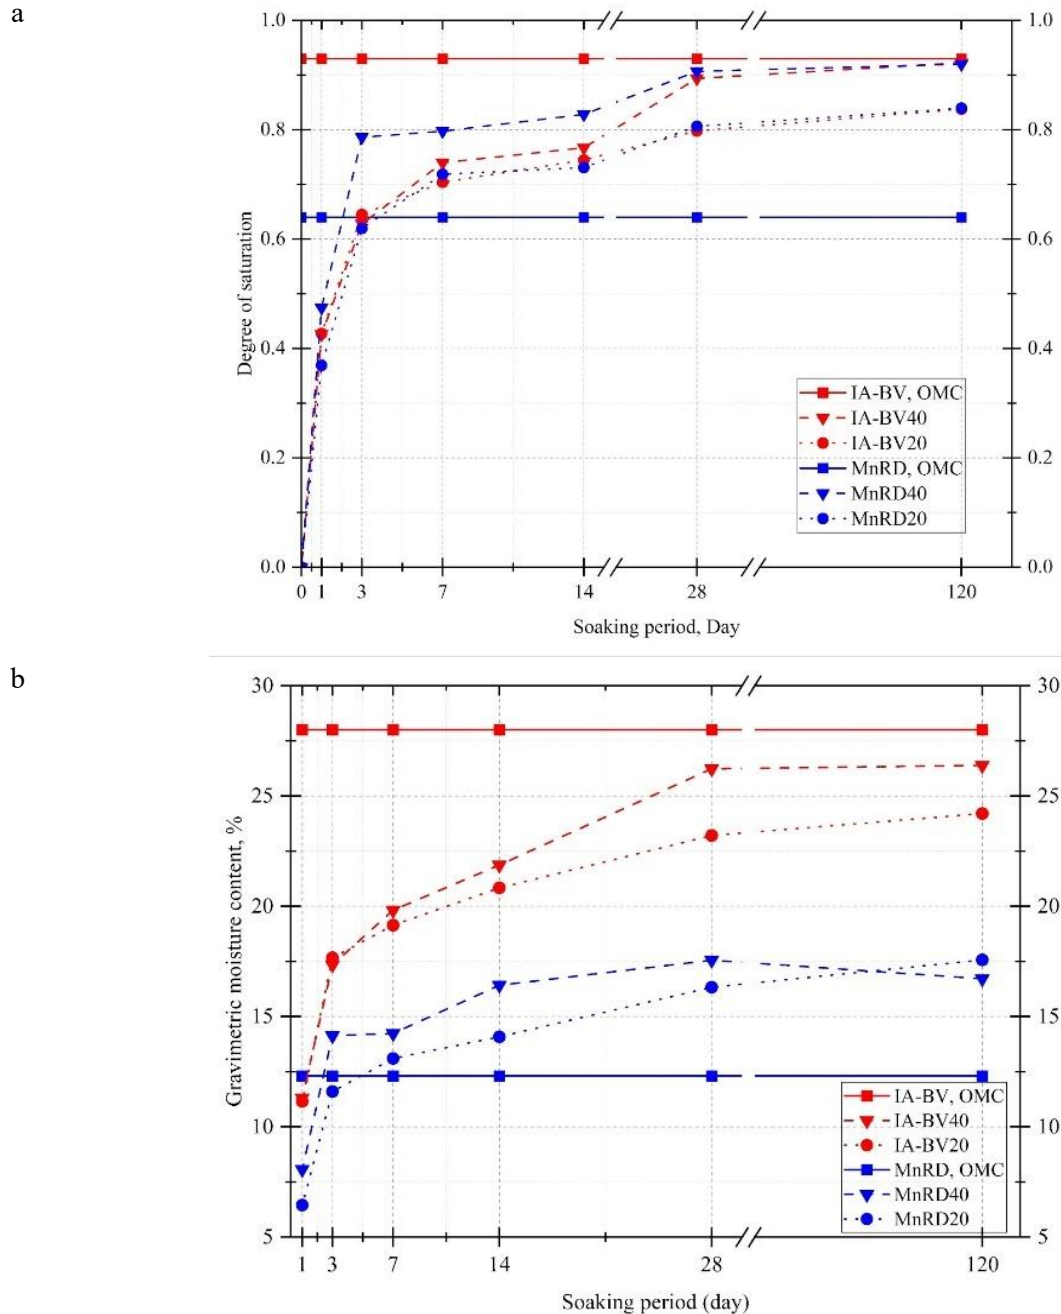 a
1.0
0.8
0.6
0.4
0.2
0.0
Degree of saturation
1.0
0.8
0.6
0.4
0.2
0.0
IA-BV, OMC
IA-BV40
IA-BV20
MnRD, OMC
MnRD40
MnRD20
0 1 3 7 14 28 120
Soaking period, Day
b
30
25
20
15
10
5
Gravimetric moisture content, %
30
25
20
15
10
5
IA-BV, OMC
IA-BV40
IA-BV20
MnRD, OMC
MnRD40
MnRD20
1 3 7 14 28 120
Soaking period (day)